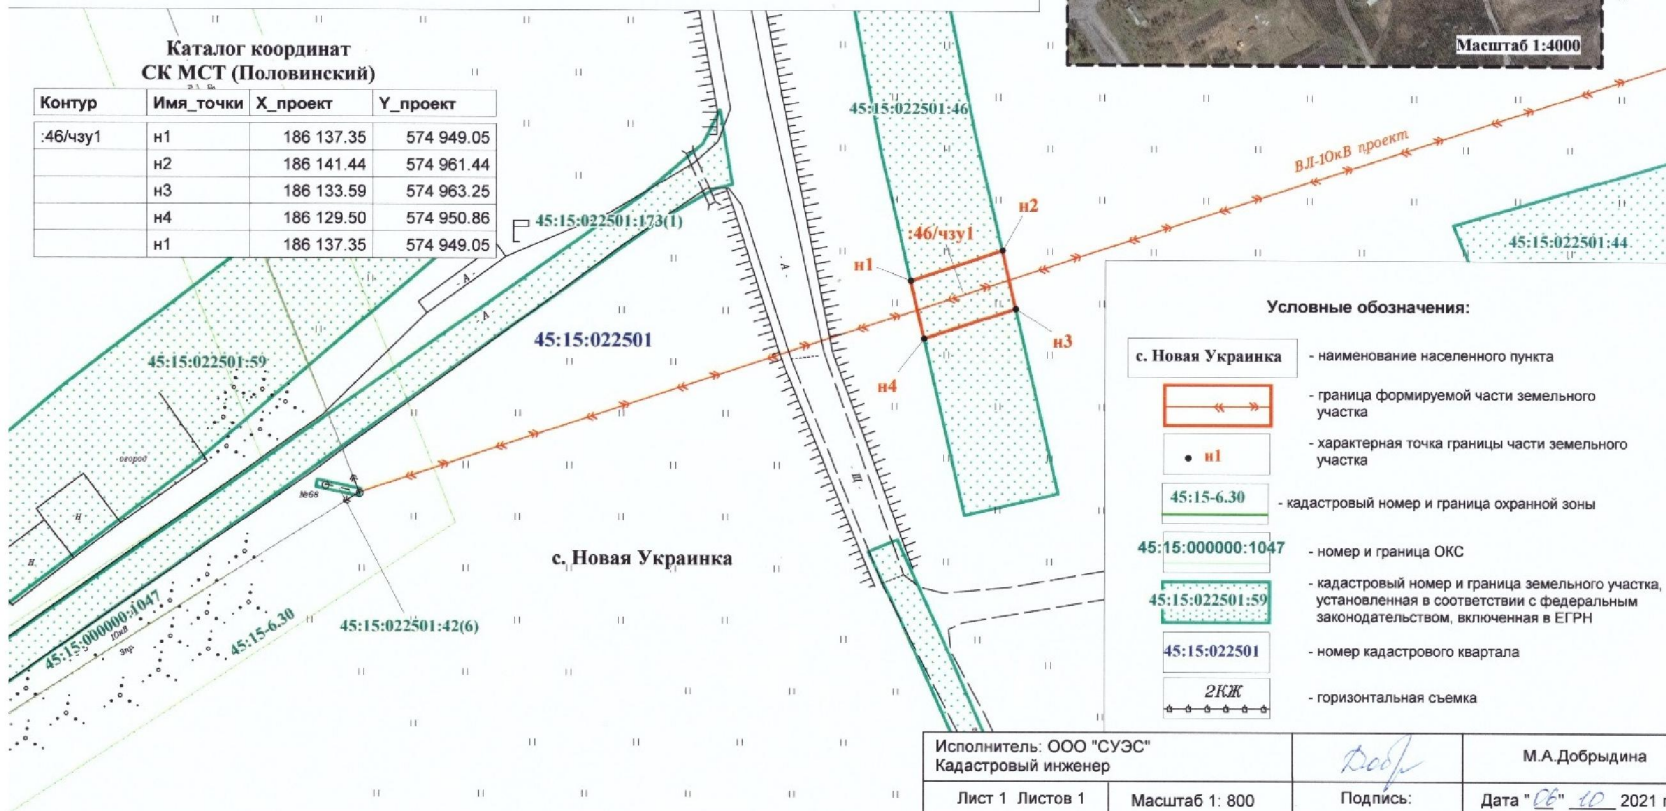 Масштаб 1:4000
Каталог координат
СК МСТ (Половинский)
Контур Имя_точки X_проект Y_проект
:46/чзу1 н1 186 137.35 574 949.05
н2 186 141.44 574 961.44
н3 186 133.59 574 963.25
н4 186 129.50 574 950.86
н1 186 137.35 574 949.05
45:15:022501:46
ВЛ-10кВ проект
45:15:022501:173(1)
А
А
А
:46/чзу1
н1
н2
н3
н4
45:15:022501:44
45:15:022501
45:15:022501:59
огород
Н
Н
№68
Ш
с. Новая Украинка
45:15:000000:1047
10кВ
3пр.
45:15-6.30
45:15:022501:42(6)
Условные обозначения:
с. Новая Украинка - наименование населенного пункта
- граница формируемой части земельного
участка
н1 - характерная точка границы части земельного
участка
45:15-6.30 - кадастровый номер и граница охранной зоны
45:15:000000:1047 - номер и граница ОКС
45:15:022501:59 - кадастровый номер и граница земельного участка,
установленная в соответствии с федеральным
законодательством, включенная в ЕГРН
45:15:022501 - номер кадастрового квартала
2КЖ - горизонтальная съемка
Исполнитель: ООО "СУЭС"
Кадастровый инженер
Добр
М.А.Добрыдина
Лист 1 Листов 1 Масштаб 1: 800 Подпись: Дата "06" 10 2021 г